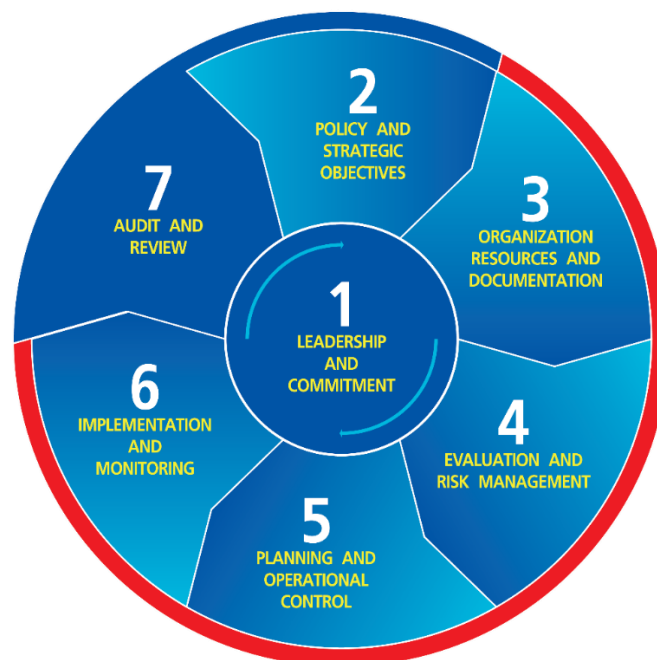 1
LEADERSHIP
AND
COMMITMENT
2
POLICY AND
STRATEGIC
OBJECTIVES
3
ORGANIZATION
RESOURCES AND
DOCUMENTATION
4
EVALUATION AND
RISK MANAGEMENT
5
PLANNING AND
OPERATIONAL
CONTROL
6
IMPLEMENTATION
AND
MONITORING
7
AUDIT AND
REVIEW